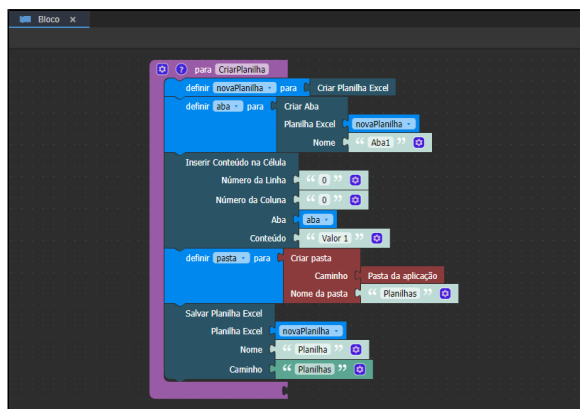 Bloco ×
? para CriarPlanilha
definir novaPlanilha para Criar Planilha Excel
definir aba para Criar Aba
Planilha Excel novaPlanilha
Nome “ Aba1 ”
Inserir Conteúdo na Célula
Número da Linha “ 0 ”
Número da Coluna “ 0 ”
Aba aba
Conteúdo “ Valor 1 ”
definir pasta para Criar pasta
Caminho Pasta da aplicação
Nome da pasta “ Planilhas ”
Salvar Planilha Excel
Planilha Excel novaPlanilha
Nome “ Planilha ”
Caminho “ Planilhas ”